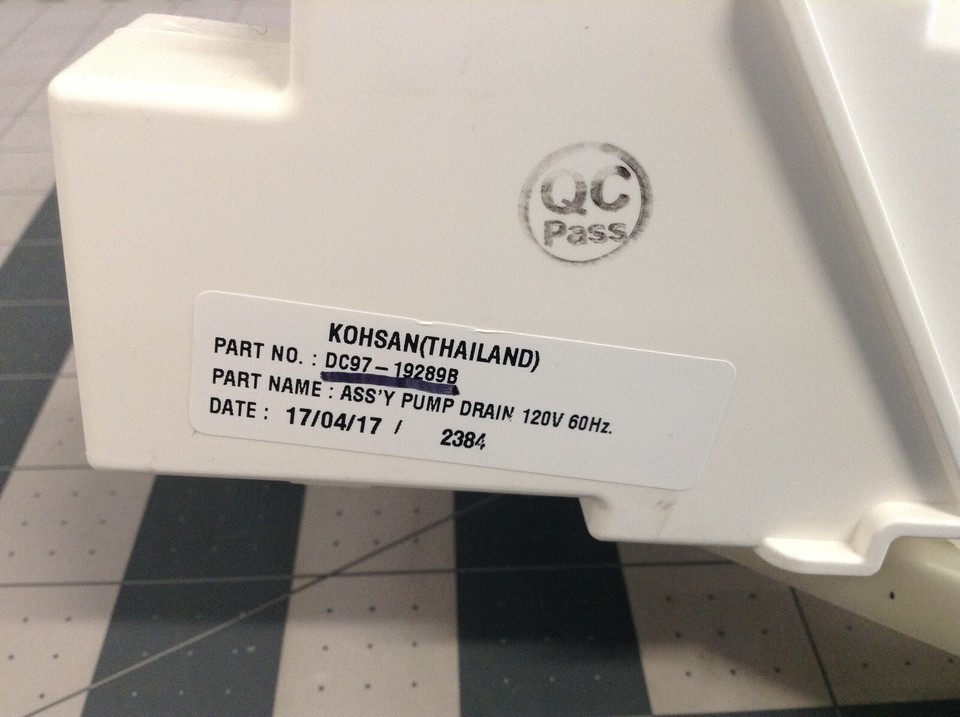 QC
Pass
KOHSAN(THAILAND)
PART NO. : DC97-19289B
PART NAME : ASS'Y PUMP DRAIN 120V 60Hz.
DATE : 17/04/17 / 2384